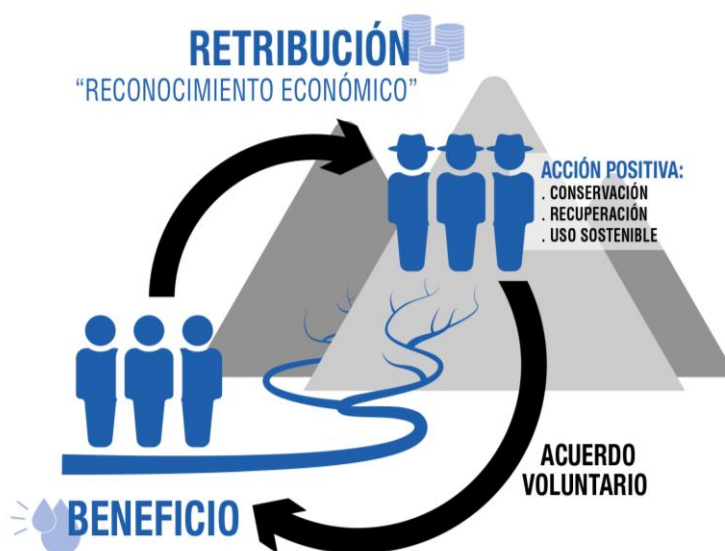 RETRIBUCIÓN
“RECONOCIMIENTO ECONÓMICO”
ACCIÓN POSITIVA:
. CONSERVACIÓN
. RECUPERACIÓN
. USO SOSTENIBLE
ACUERDO
VOLUNTARIO
BENEFICIO